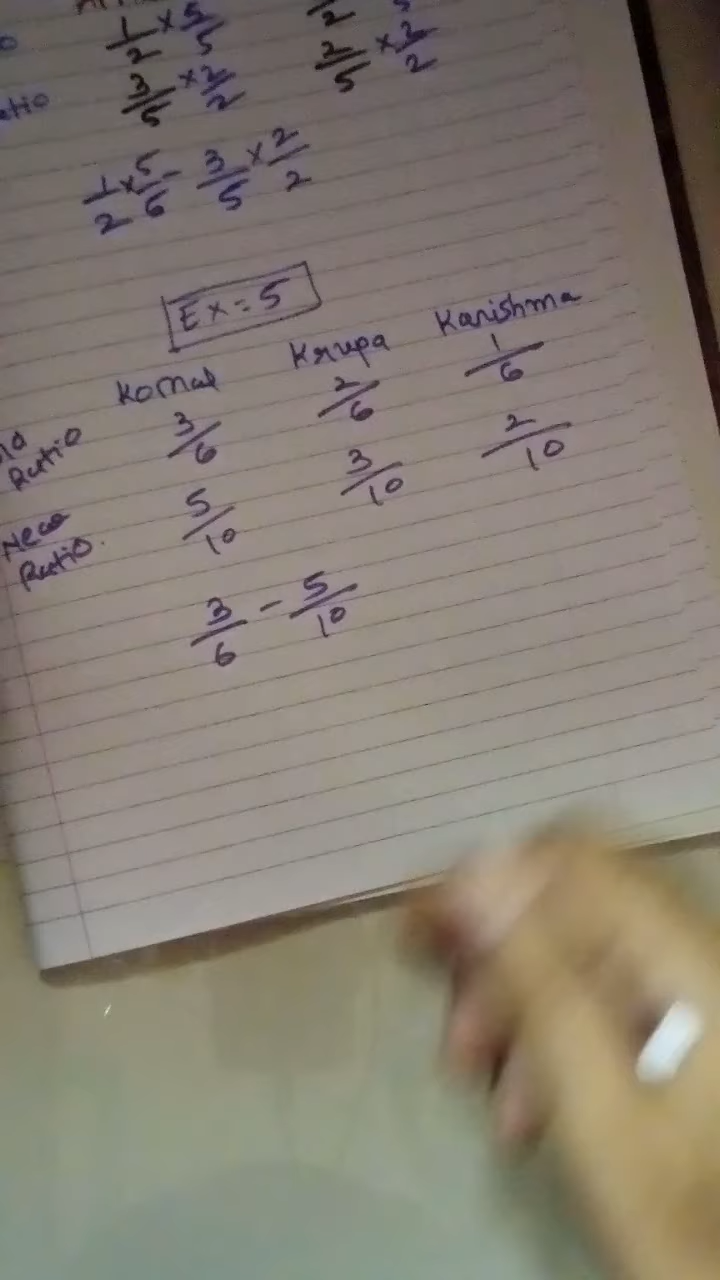 1/2 × 5/5
3/5 × 2/2 2/5 × 2/2
1/2 × 5/6 - 3/5 × 2/2
Ex = 5
Komal Krupa Karishma
Ratio 3/6 2/6 1/6
New Ratio. 5/10 3/10 2/10
3/6 - 5/10